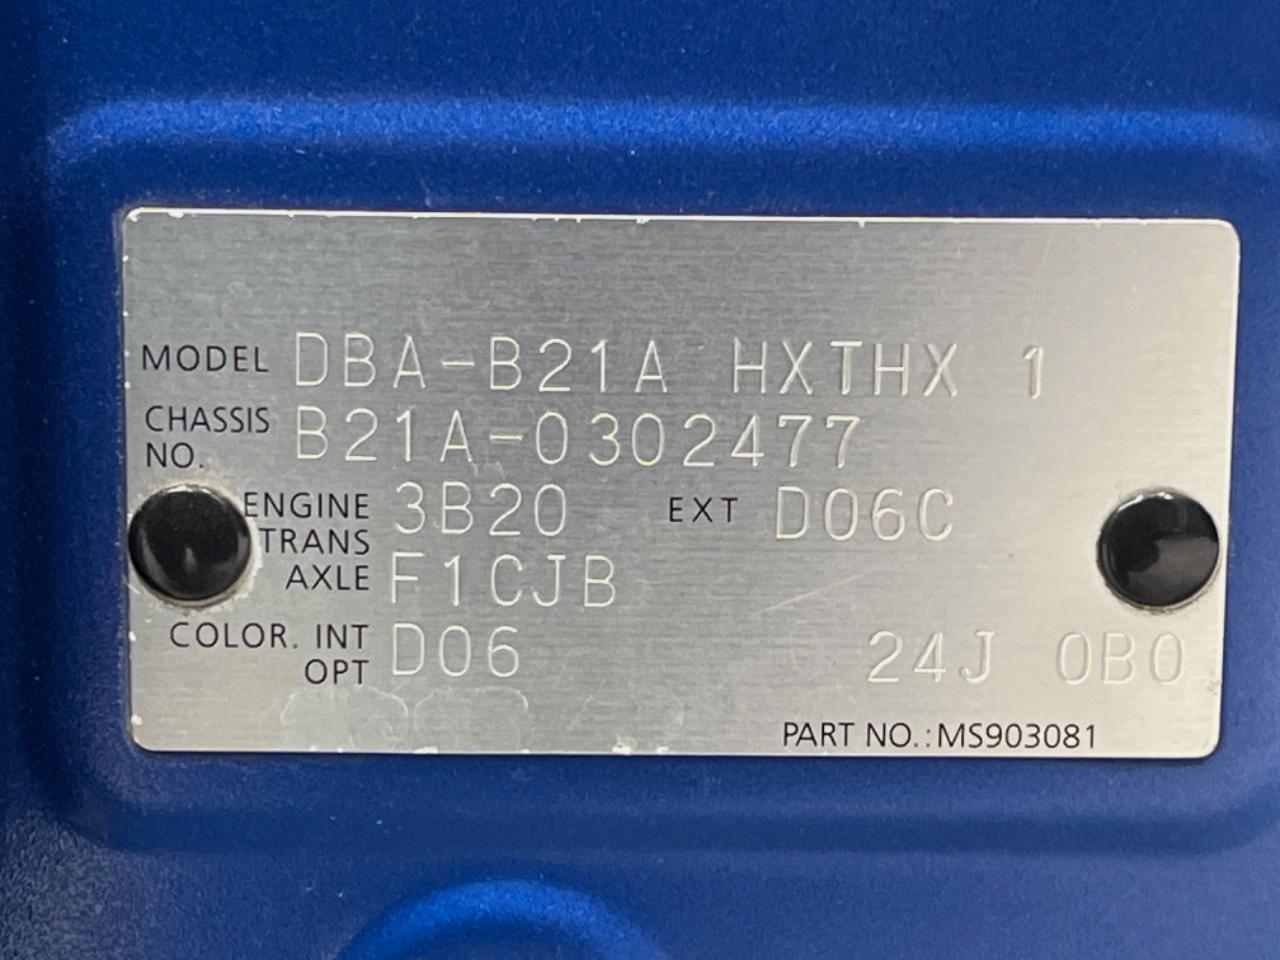 MODEL DBA-B21A HXTHX 1
CHASSIS NO. B21A-0302477
ENGINE 3B20 EXT D06C
TRANS AXLE F1CJB
COLOR. INT OPT D06 24J 0B0
PART NO.:MS903081